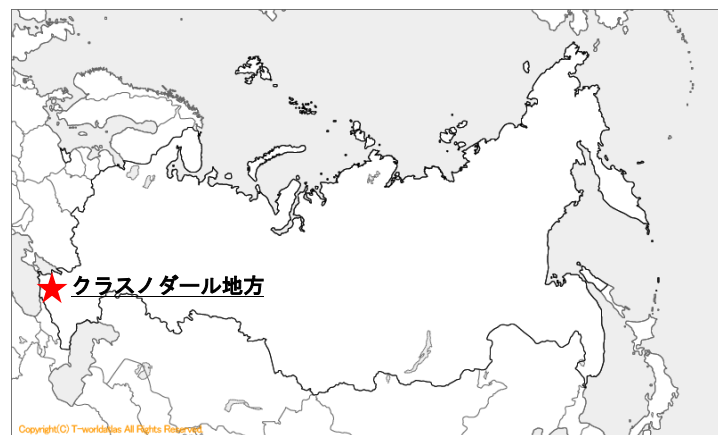 クラスノダール地方
Copyright(C) T-worldatlas All Rights Reserved